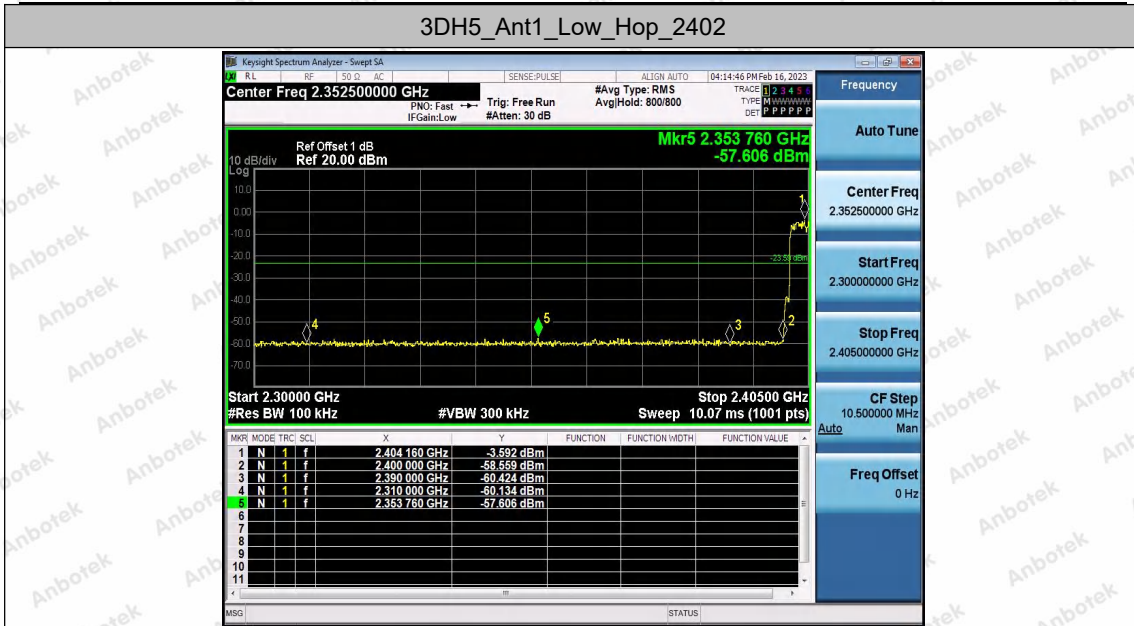 3DH5_Ant1_Low_Hop_2402
Keysight Spectrum Analyzer - Swept SA
RL RF 50 Ω AC SENSE:PULSE ALIGN AUTO 04:14:46 PM Feb 16, 2023
Center Freq 2.352500000 GHz #Avg Type: RMS TRACE 1 2 3 4 5 6
PNO: Fast Trig: Free Run Avg|Hold: 800/800 TYPE M W W W W W
IFGain:Low #Atten: 30 dB DET P P P P P P
Mkr5 2.353 760 GHz
-57.606 dBm
Ref Offset 1 dB
10 dB/div Ref 20.00 dBm
Log
10.0
0.00
-10.0
-20.0
-30.0
-40.0
-50.0
-60.0
-70.0
1
2
3
4
5
Start 2.30000 GHz Stop 2.40500 GHz
#Res BW 100 kHz #VBW 300 kHz Sweep 10.07 ms (1001 pts)
MKR MODE TRC SCL X Y FUNCTION FUNCTION WIDTH FUNCTION VALUE
1 N 1 f 2.404 160 GHz -3.592 dBm
2 N 1 f 2.400 000 GHz -58.559 dBm
3 N 1 f 2.390 000 GHz -60.424 dBm
4 N 1 f 2.310 000 GHz -60.134 dBm
5 N 1 f 2.353 760 GHz -57.606 dBm
6
7
8
9
10
11
MSG STATUS
Frequency
Auto Tune
Center Freq
2.352500000 GHz
Start Freq
2.300000000 GHz
Stop Freq
2.405000000 GHz
CF Step
10.500000 MHz
Auto Man
Freq Offset
0 Hz
Anbotek